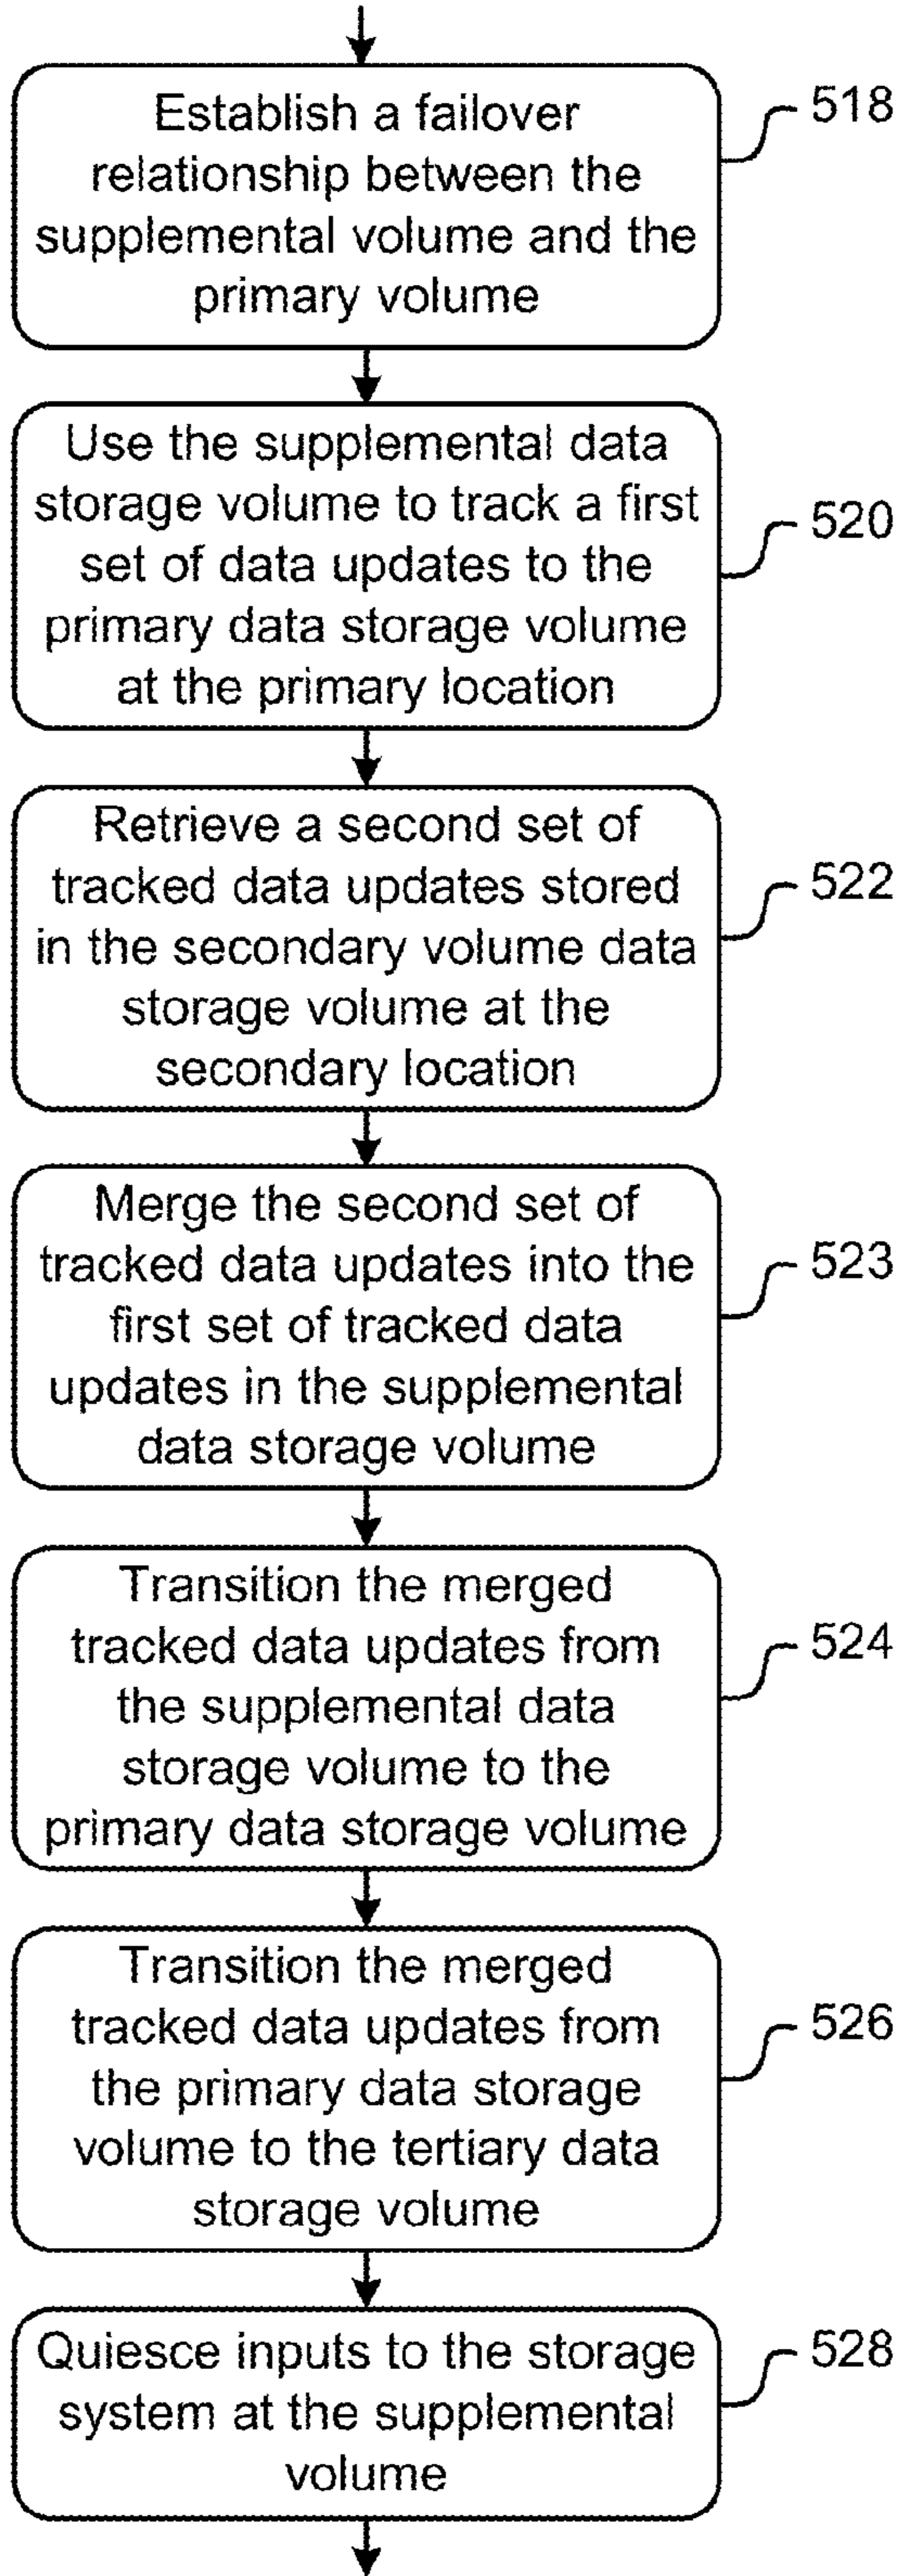 Establish a failover
relationship between the
supplemental volume and the
primary volume
518
Use the supplemental data
storage volume to track a first
set of data updates to the
primary data storage volume
at the primary location
520
Retrieve a second set of
tracked data updates stored
in the secondary volume data
storage volume at the
secondary location
522
Merge the second set of
tracked data updates into the
first set of tracked data
updates in the supplemental
data storage volume
523
Transition the merged
tracked data updates from
the supplemental data
storage volume to the
primary data storage volume
524
Transition the merged
tracked data updates from
the primary data storage
volume to the tertiary data
storage volume
526
Quiesce inputs to the storage
system at the supplemental
volume
528